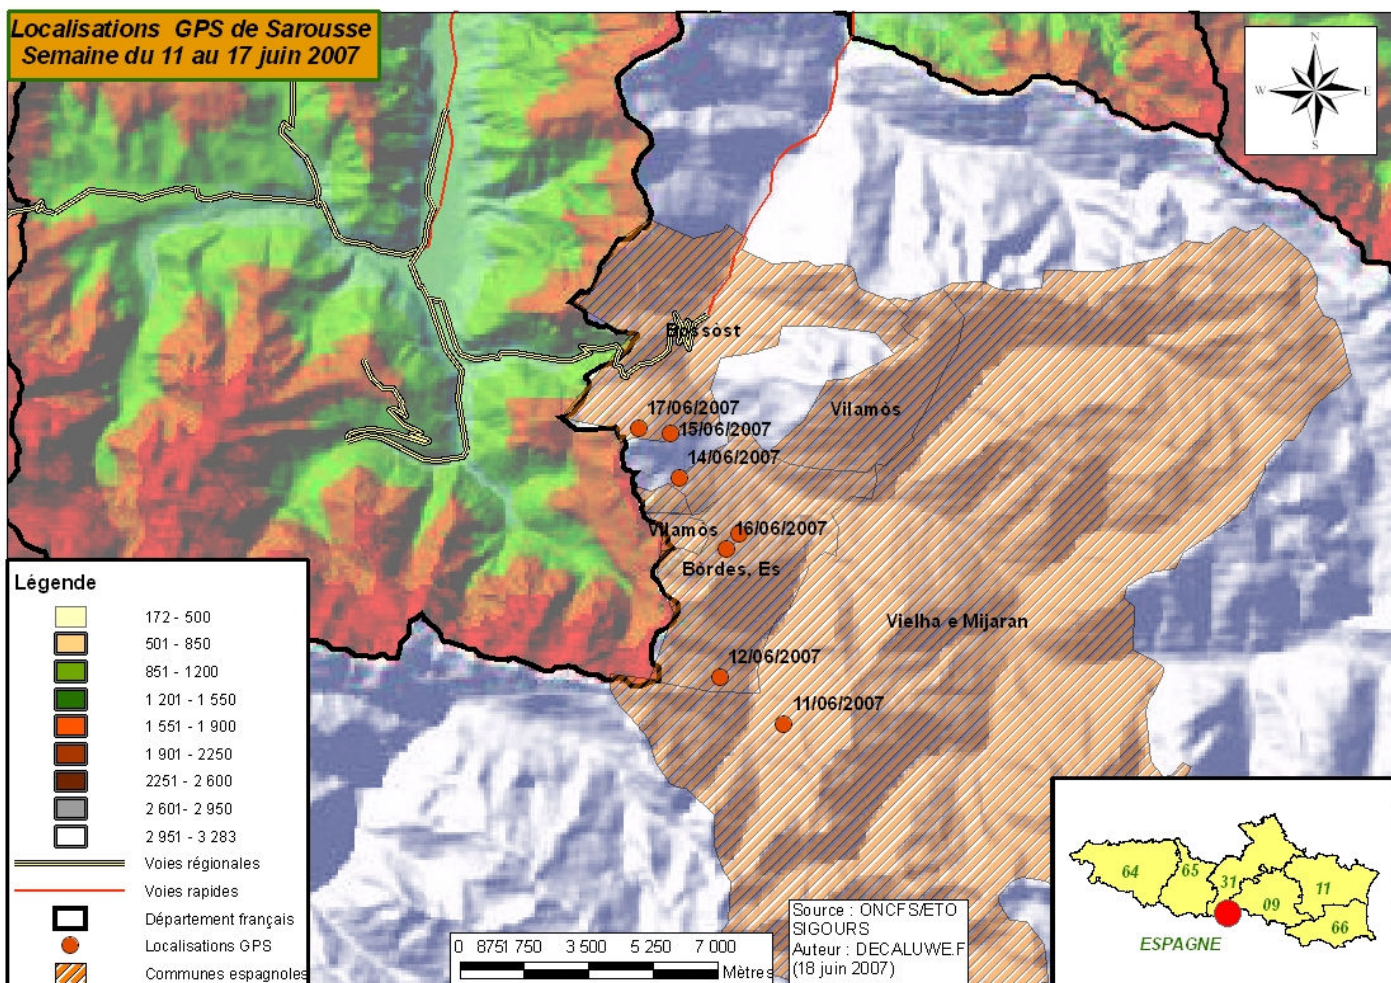 Localisations GPS de Sarousse
Semaine du 11 au 17 juin 2007
N
W E
S
Bossòst
Vilamòs
17/06/2007
15/06/2007
14/06/2007
Vilamòs
16/06/2007
Bòrdes, Es
Vielha e Mijaran
12/06/2007
11/06/2007
Légende
172 - 500
501 - 850
851 - 1200
1 201 - 1 550
1 551 - 1 900
1 901 - 2250
2251 - 2 600
2 601- 2 950
2 951 - 3 283
Voies régionales
Voies rapides
Département français
Localisations GPS
Communes espagnoles
0 8751 750 3 500 5 250 7 000
Mètres
Source : ONCFS/ETO
SIGOURS
Auteur : DECALUWE.F
(18 juin 2007)
64
65
31
09
11
66
ESPAGNE